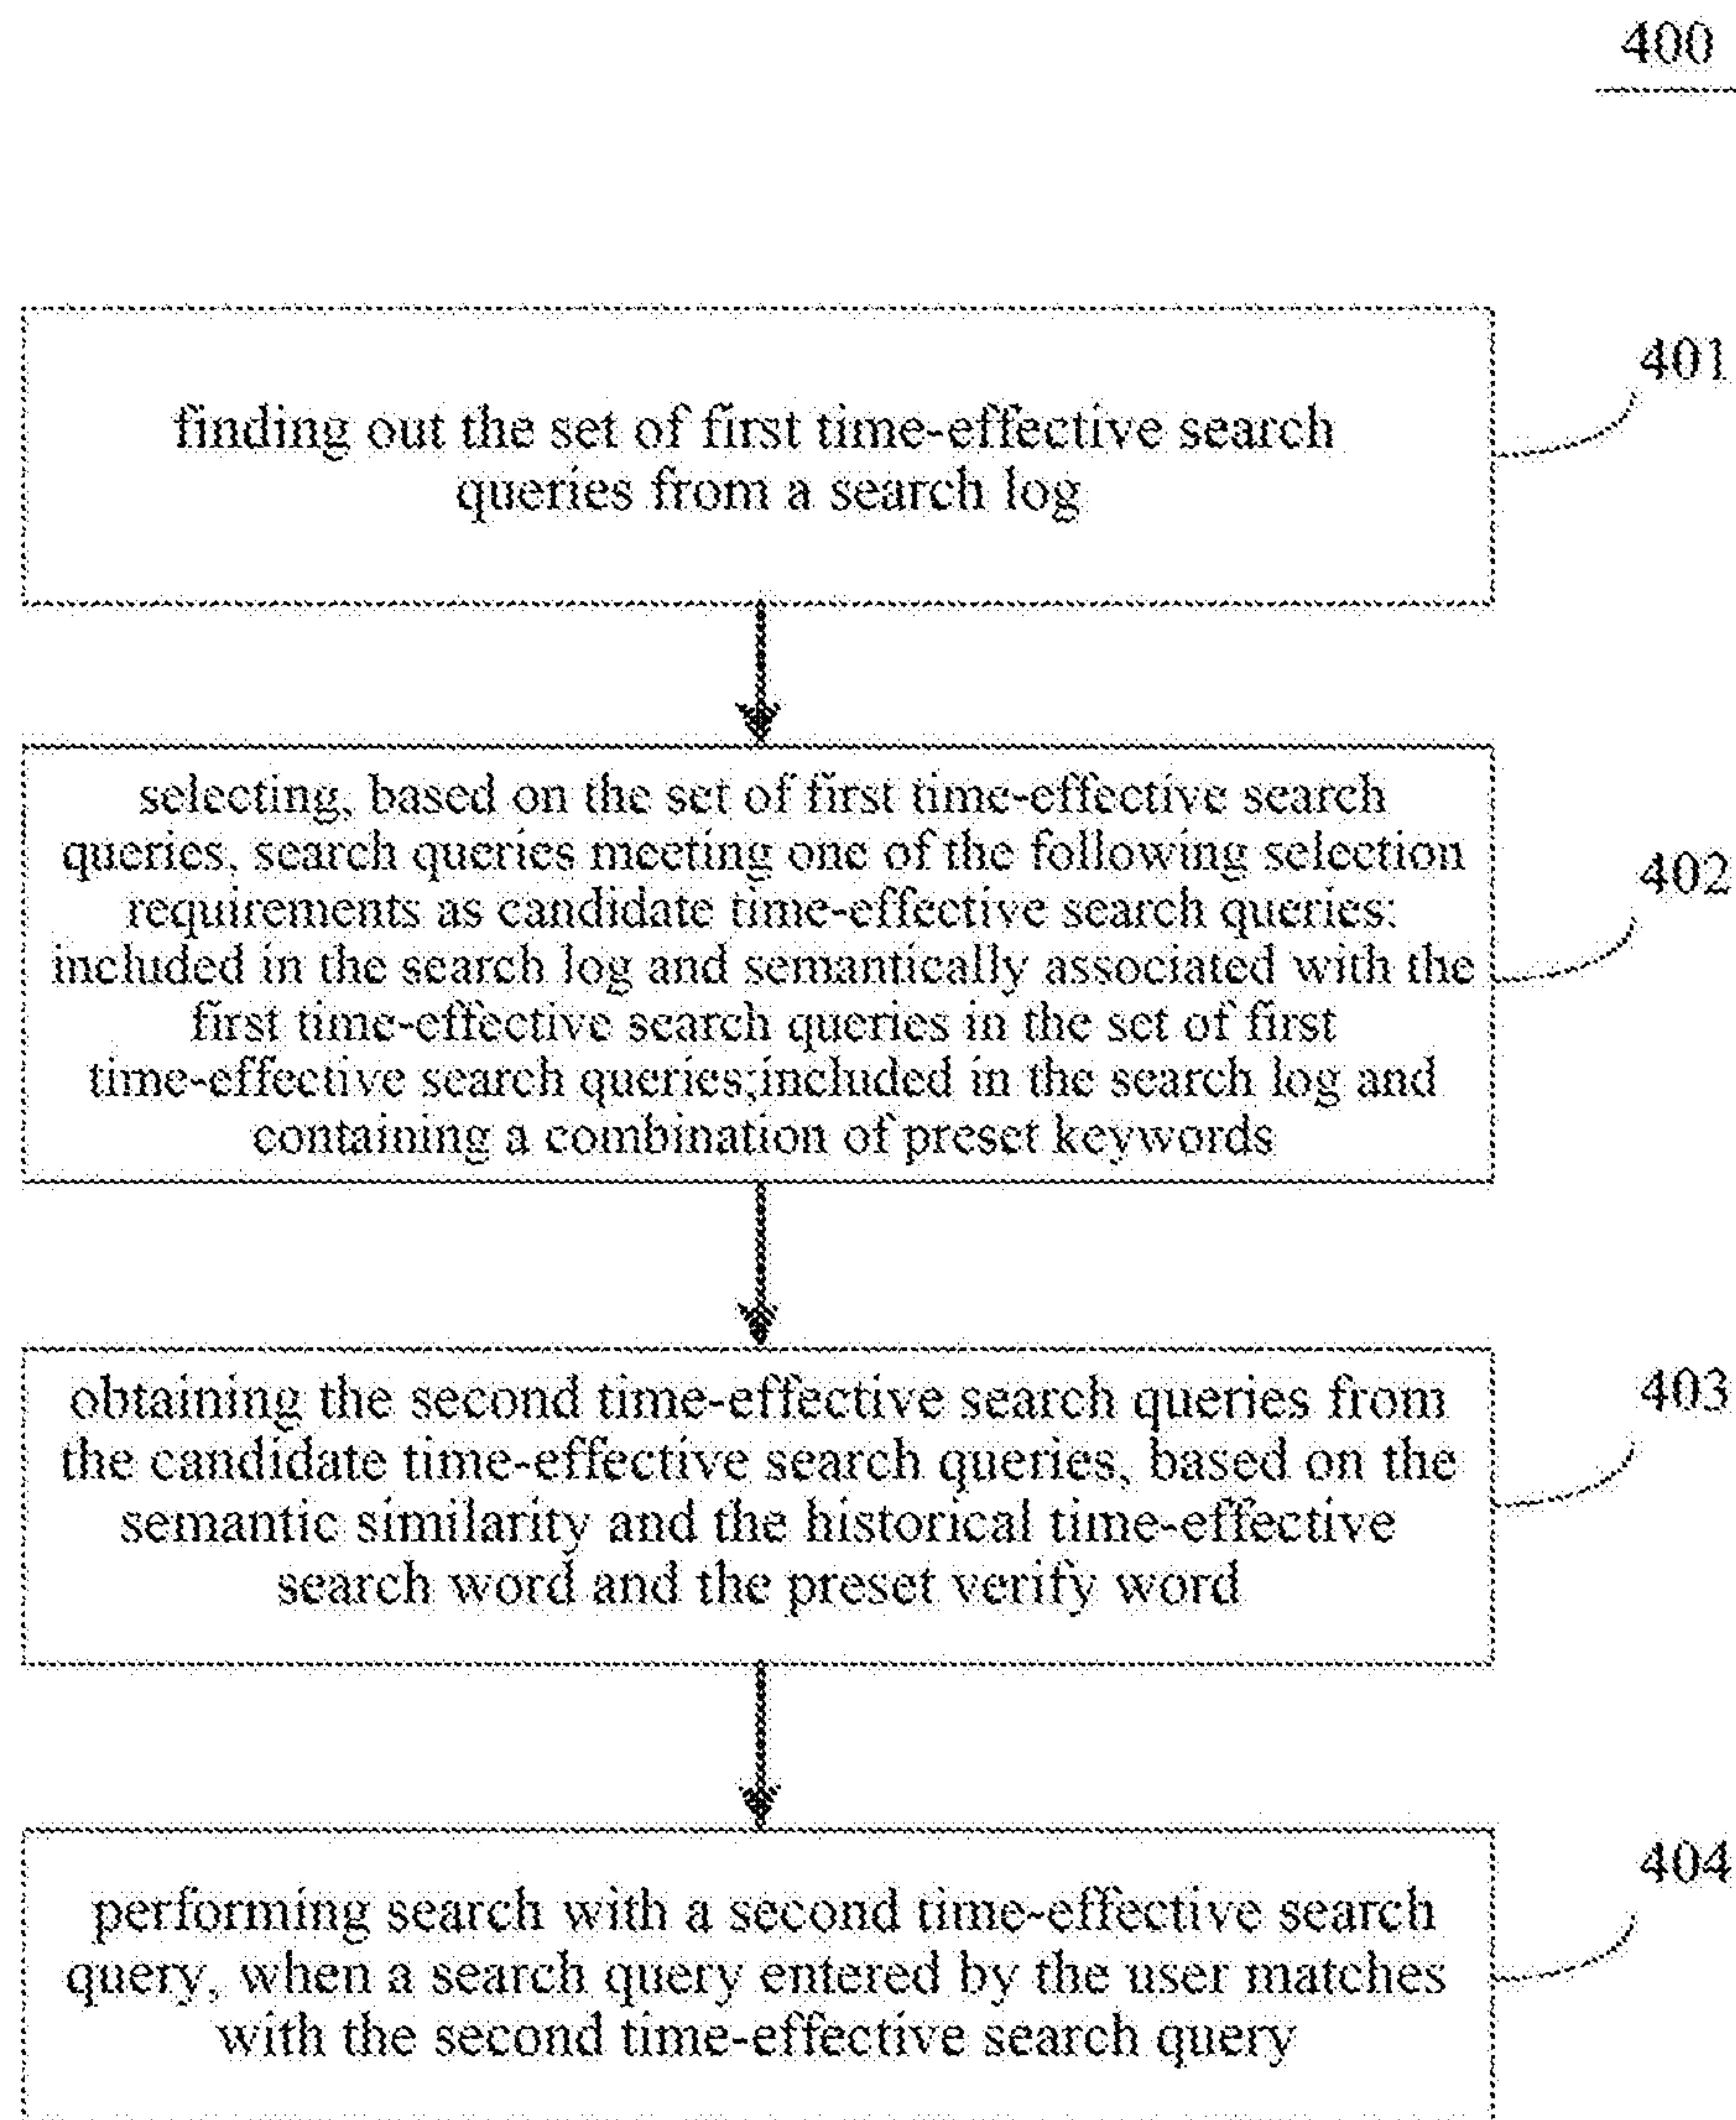 400
401
finding out the set of first time-effective search
queries from a search log
402
selecting, based on the set of first time-effective search
queries, search queries meeting one of the following selection
requirements as candidate time-effective search queries:
included in the search log and semantically associated with the
first time-effective search queries in the set of first
time-effective search queries;included in the search log and
containing a combination of preset keywords
403
obtaining the second time-effective search queries from
the candidate time-effective search queries, based on the
semantic similarity and the historical time-effective
search word and the preset verify word
404
performing search with a second time-effective search
query, when a search query entered by the user matches
with the second time-effective search query